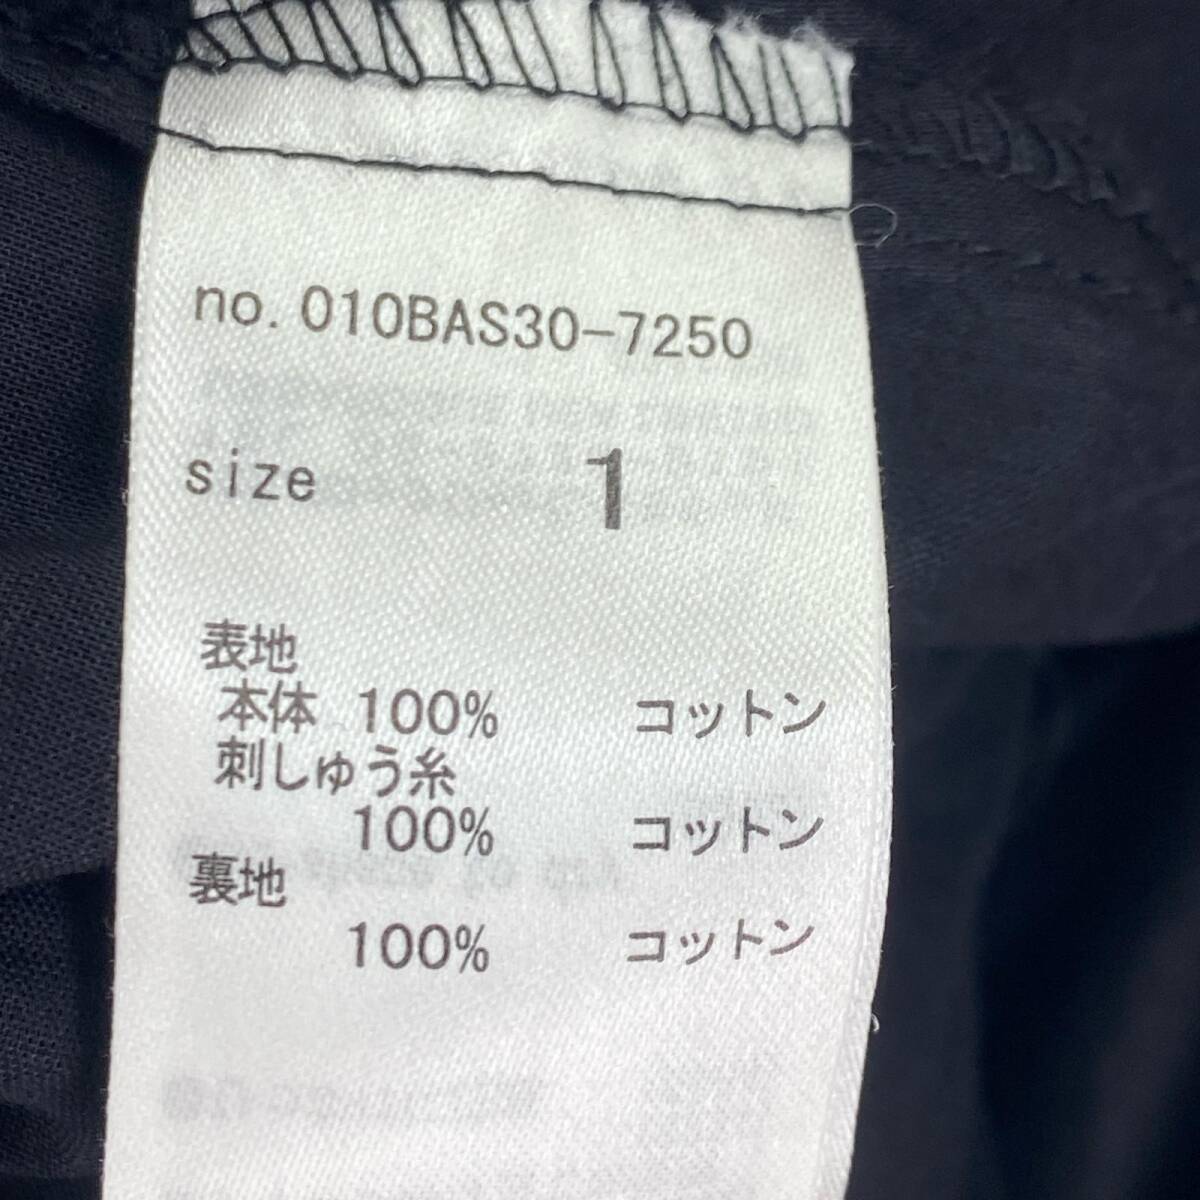 no. 010BAS30-7250
size 1
表地
本体 100% コットン
刺しゅう糸
100% コットン
裏地
100% コットン